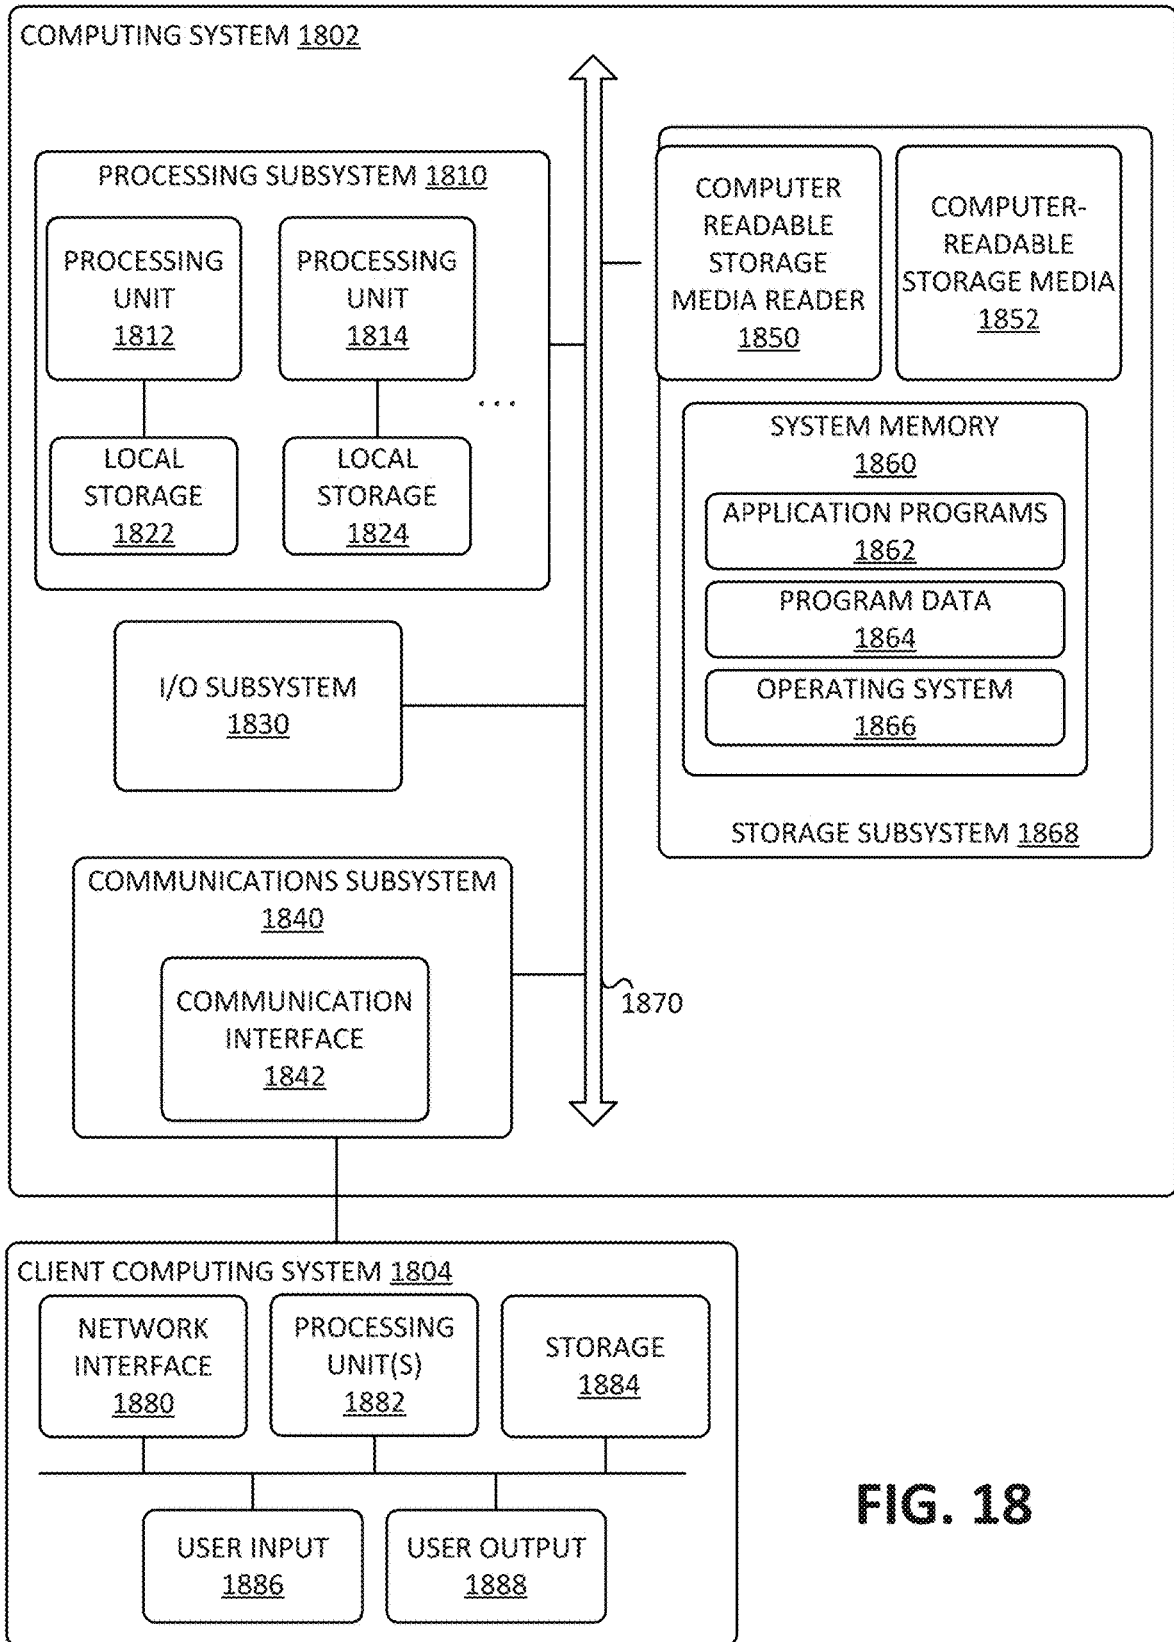 COMPUTING SYSTEM 1802
PROCESSING SUBSYSTEM 1810
PROCESSING
UNIT
1812
PROCESSING
UNIT
1814
...
LOCAL
STORAGE
1822
LOCAL
STORAGE
1824
I/O SUBSYSTEM
1830
COMMUNICATIONS SUBSYSTEM
1840
COMMUNICATION
INTERFACE
1842
COMPUTER
READABLE
STORAGE
MEDIA READER
1850
COMPUTER-
READABLE
STORAGE MEDIA
1852
SYSTEM MEMORY
1860
APPLICATION PROGRAMS
1862
PROGRAM DATA
1864
OPERATING SYSTEM
1866
STORAGE SUBSYSTEM 1868
1870
CLIENT COMPUTING SYSTEM 1804
NETWORK
INTERFACE
1880
PROCESSING
UNIT(S)
1882
STORAGE
1884
USER INPUT
1886
USER OUTPUT
1888
FIG. 18